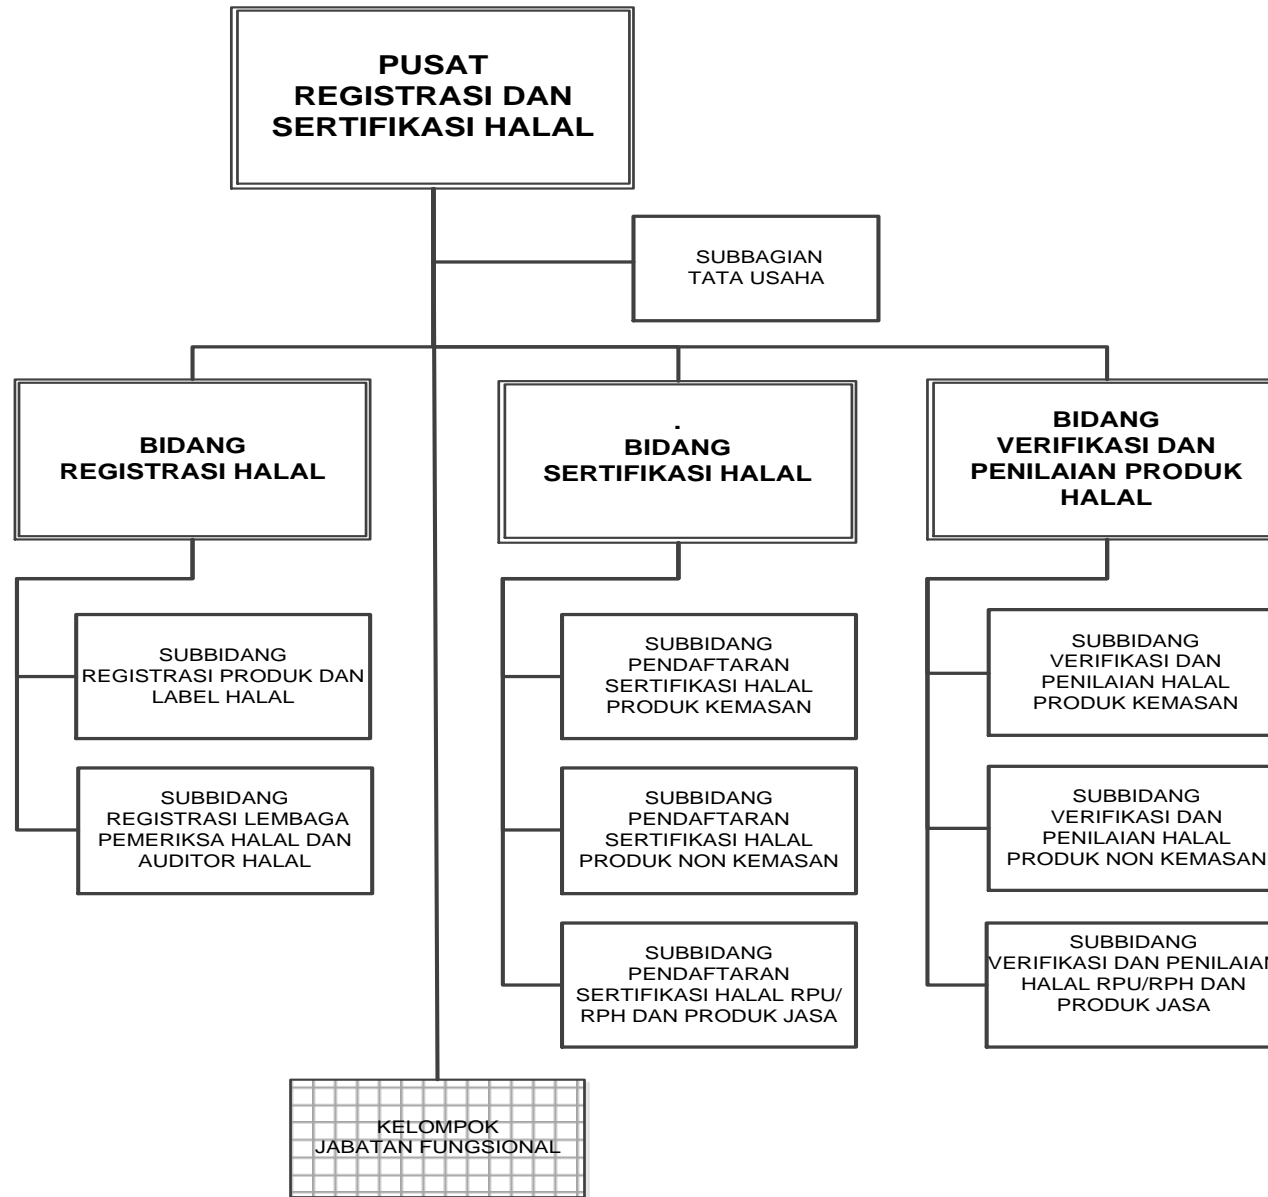 PUSAT
REGISTRASI DAN
SERTIFIKASI HALAL
SUBBAGIAN
TATA USAHA
BIDANG
REGISTRASI HALAL
.
BIDANG
SERTIFIKASI HALAL
BIDANG
VERIFIKASI DAN
PENILAIAN PRODUK
HALAL
SUBBIDANG
REGISTRASI PRODUK DAN
LABEL HALAL
SUBBIDANG
REGISTRASI LEMBAGA
PEMERIKSA HALAL DAN
AUDITOR HALAL
SUBBIDANG
PENDAFTARAN
SERTIFIKASI HALAL
PRODUK KEMASAN
SUBBIDANG
PENDAFTARAN
SERTIFIKASI HALAL
PRODUK NON KEMASAN
SUBBIDANG
PENDAFTARAN
SERTIFIKASI HALAL RPU/
RPH DAN PRODUK JASA
SUBBIDANG
VERIFIKASI DAN
PENILAIAN HALAL
PRODUK KEMASAN
SUBBIDANG
VERIFIKASI DAN
PENILAIAN HALAL
PRODUK NON KEMASAN
SUBBIDANG
VERIFIKASI DAN PENILAIAN
HALAL RPU/RPH DAN
PRODUK JASA
KELOMPOK
JABATAN FUNGSIONAL